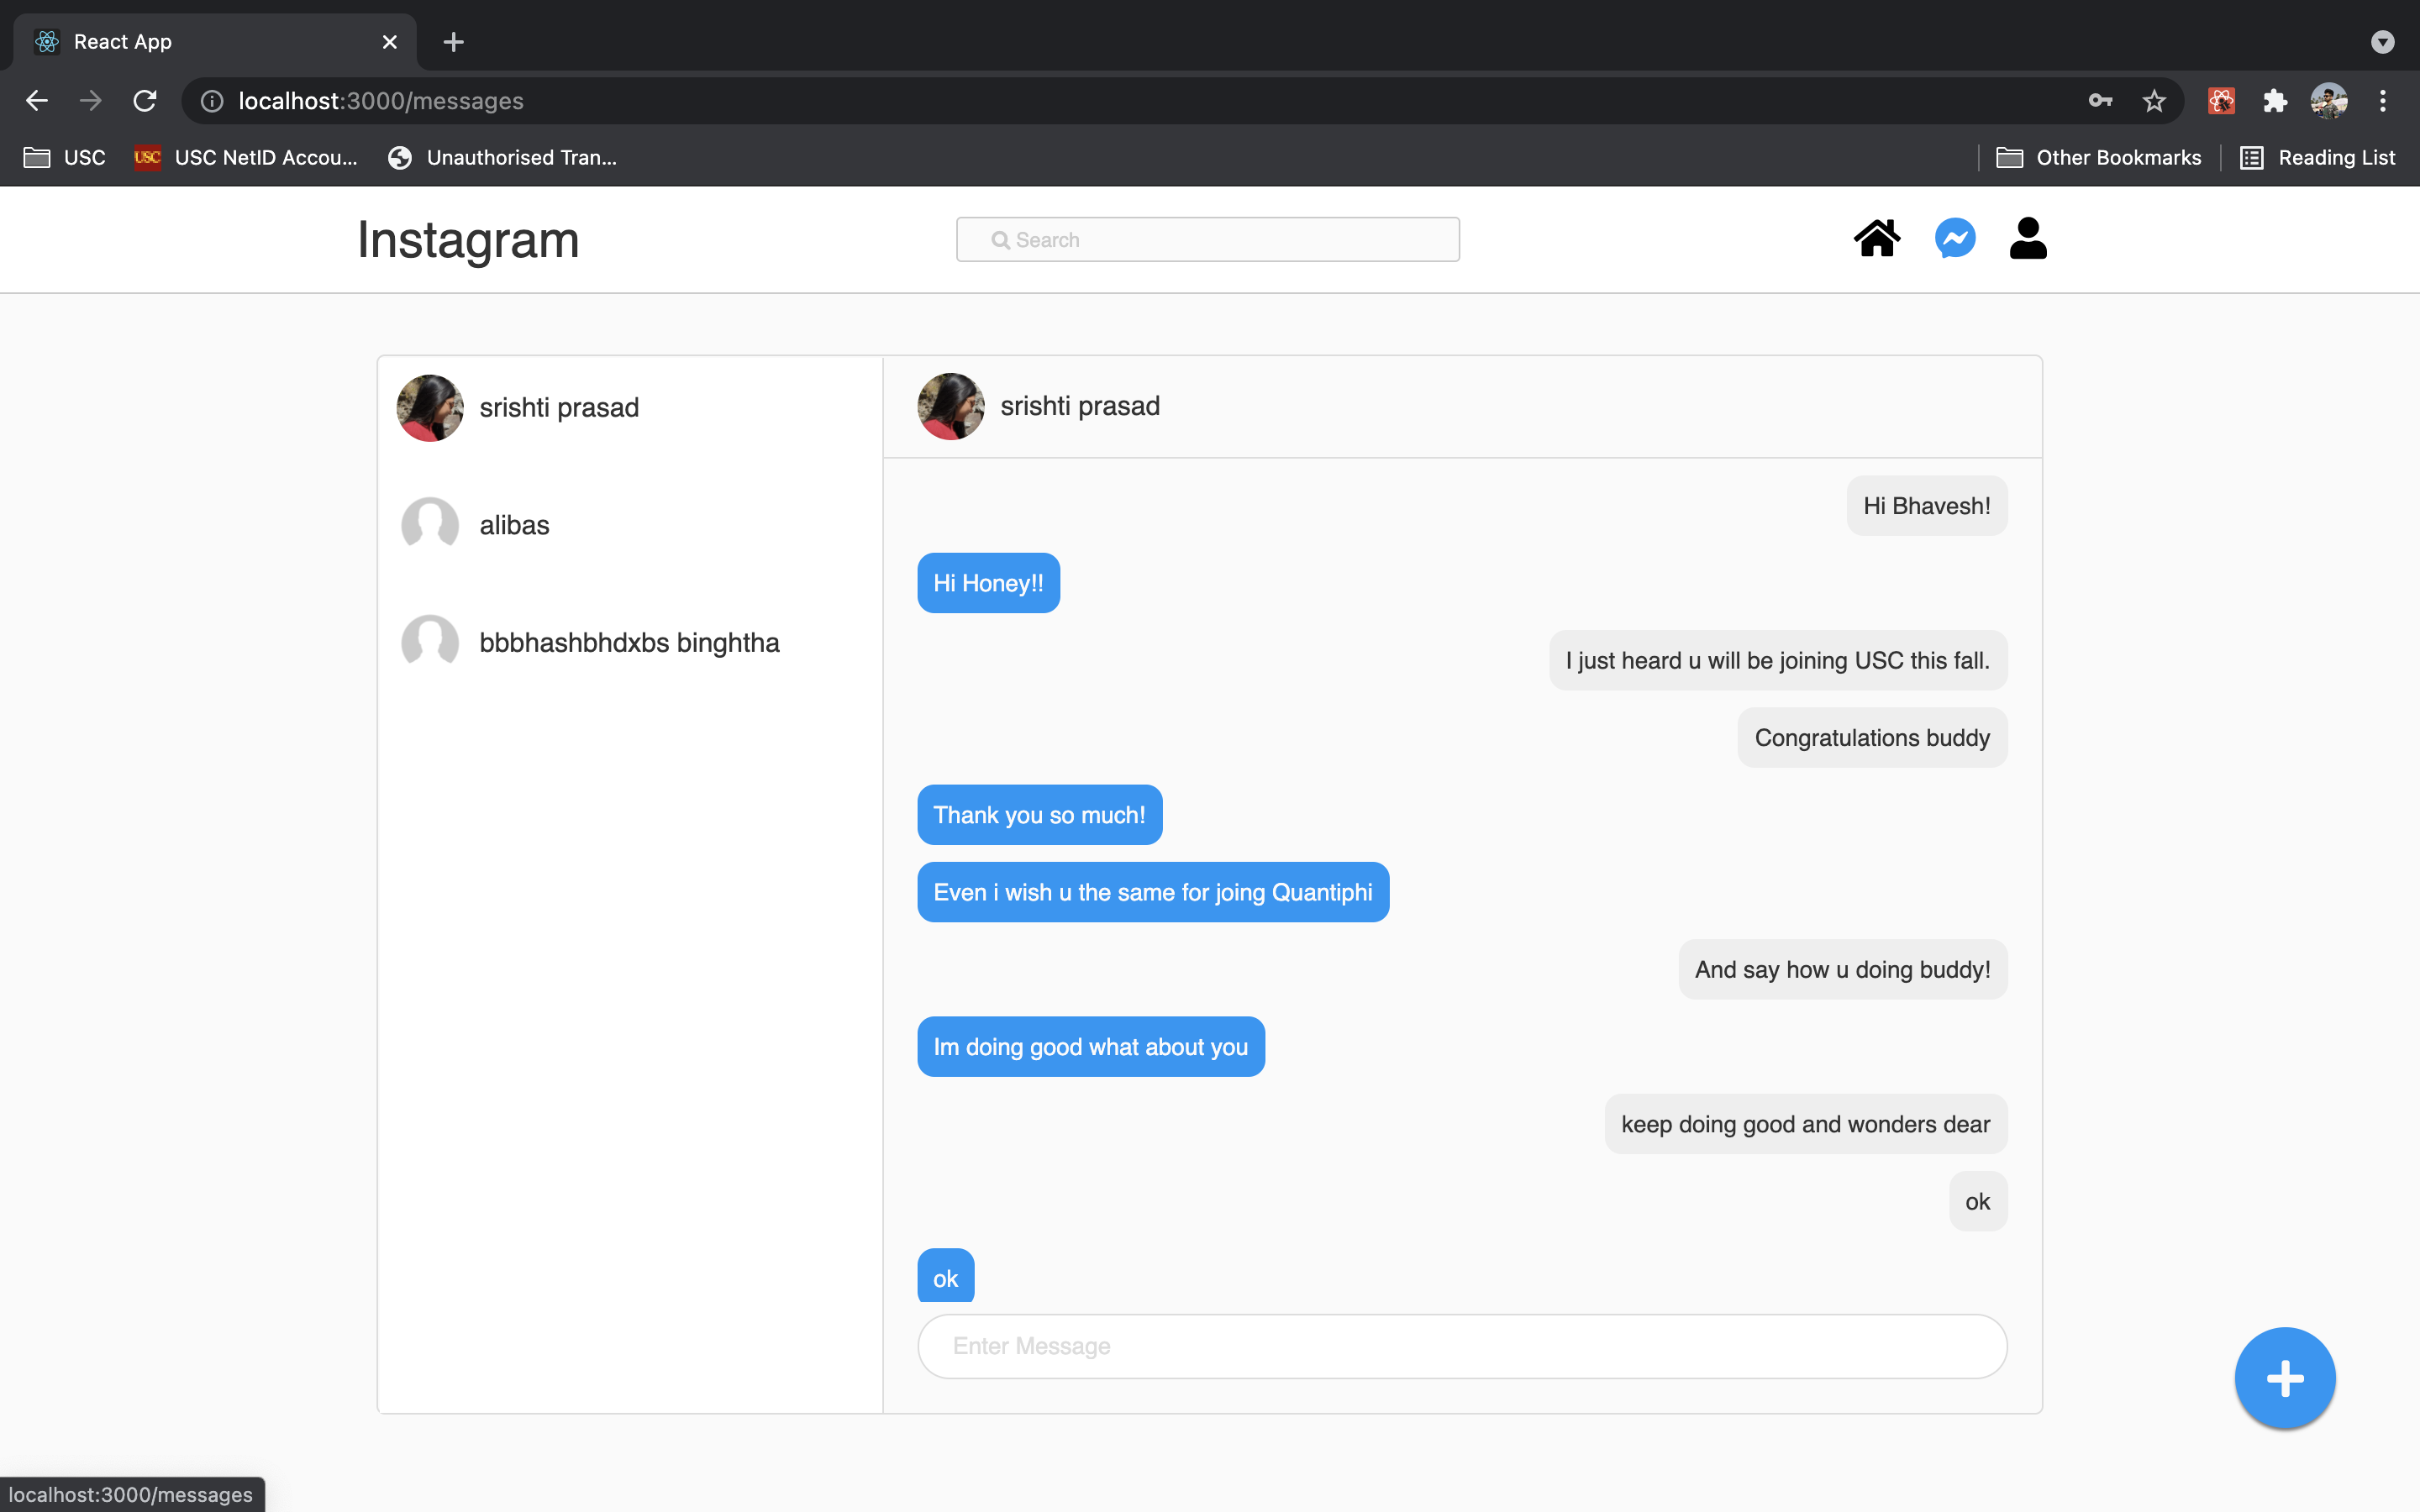 React App
localhost:3000/messages
USC
USC NetID Accou...
Unauthorised Tran...
Other Bookmarks
Reading List
Instagram
Search
srishti prasad
alibas
bbbhashbhdxbs binghtha
srishti prasad
Hi Bhavesh!
Hi Honey!!
I just heard u will be joining USC this fall.
Congratulations buddy
Thank you so much!
Even i wish u the same for joing Quantiphi
And say how u doing buddy!
Im doing good what about you
keep doing good and wonders dear
ok
ok
Enter Message
localhost:3000/messages